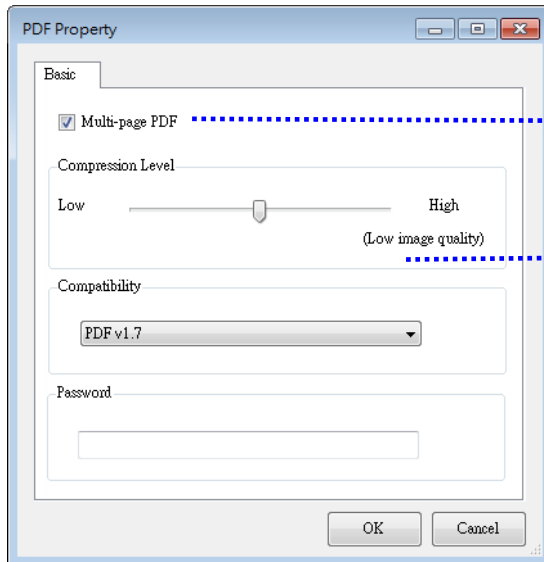 PDF Property
Basic
Multi-page PDF
Compression Level
Low High
(Low image quality)
Compatibility
PDF v1.7
Password
OK Cancel